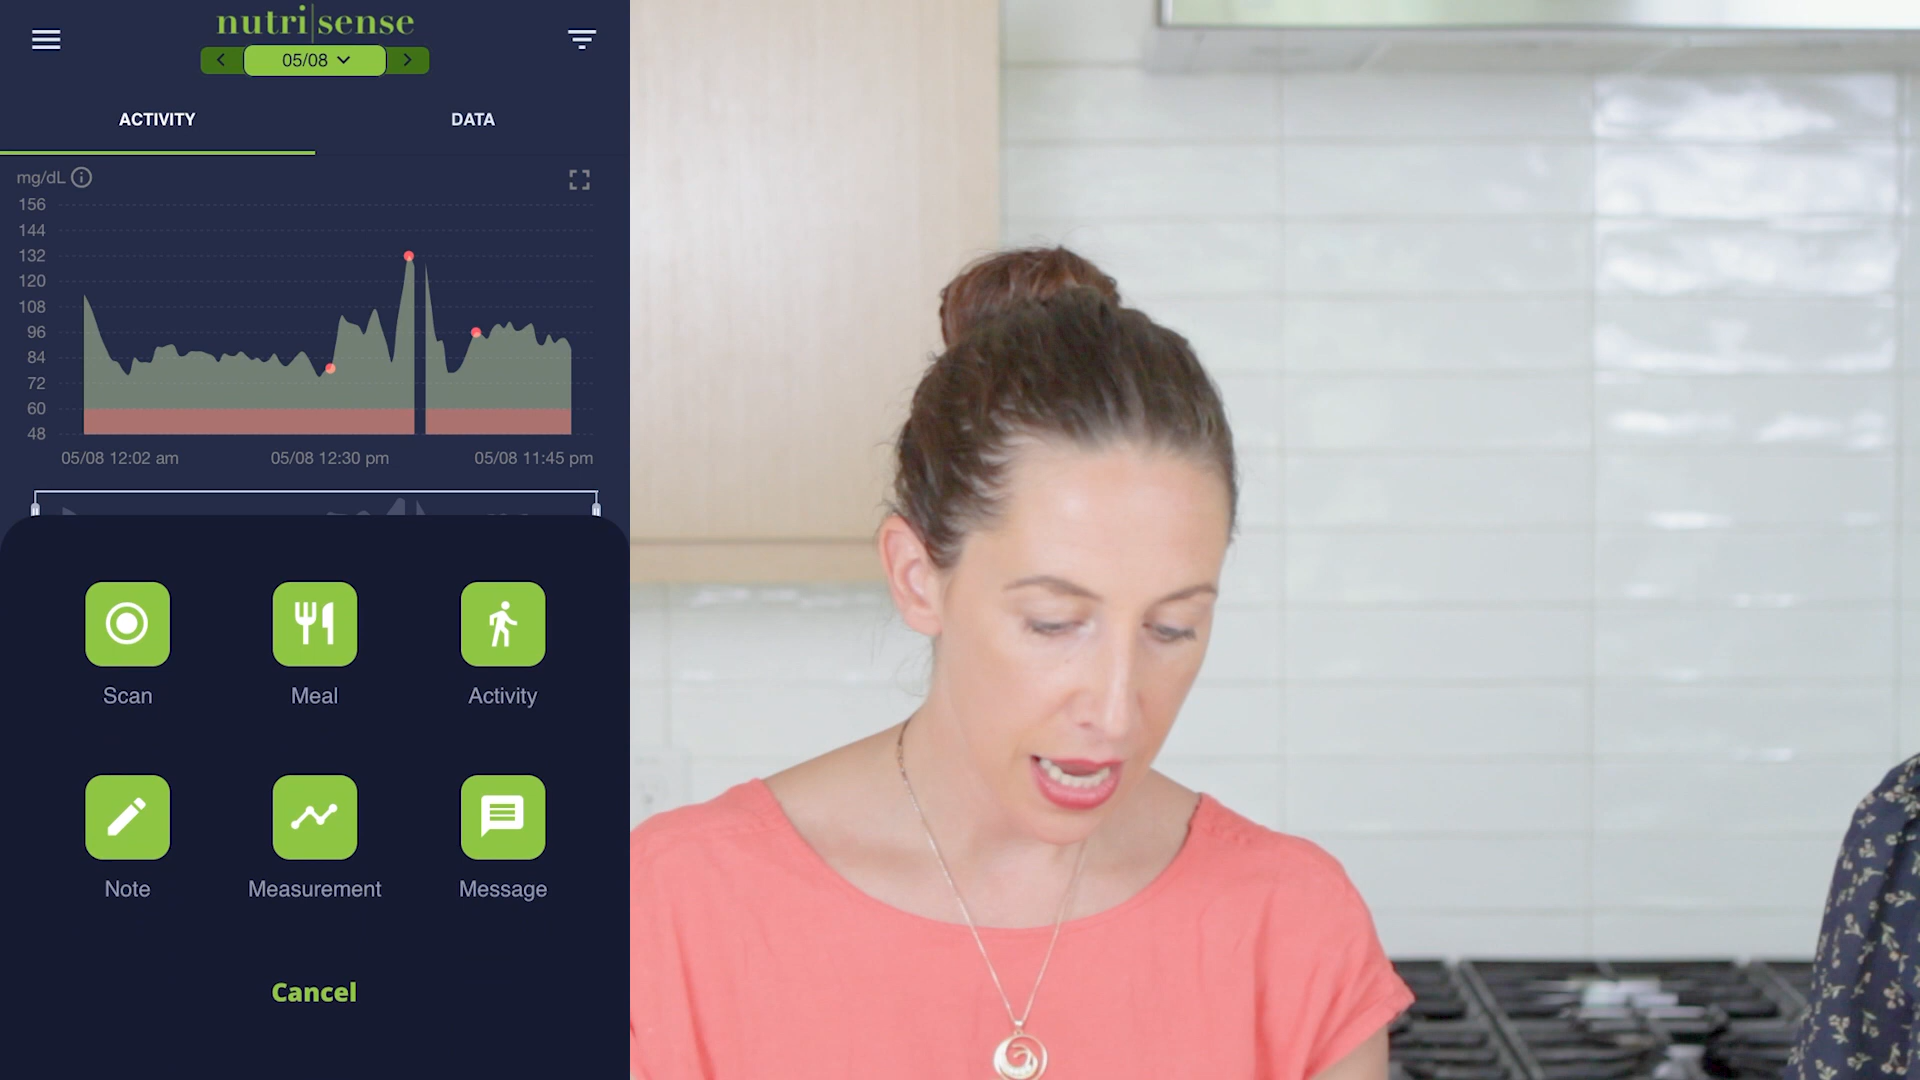 nutri|sense
05/08
ACTIVITY
DATA
mg/dL
156
144
132
120
108
96
84
72
60
48
05/08 12:02 am
05/08 12:30 pm
05/08 11:45 pm
Scan
Meal
Activity
Note
Measurement
Message
Cancel